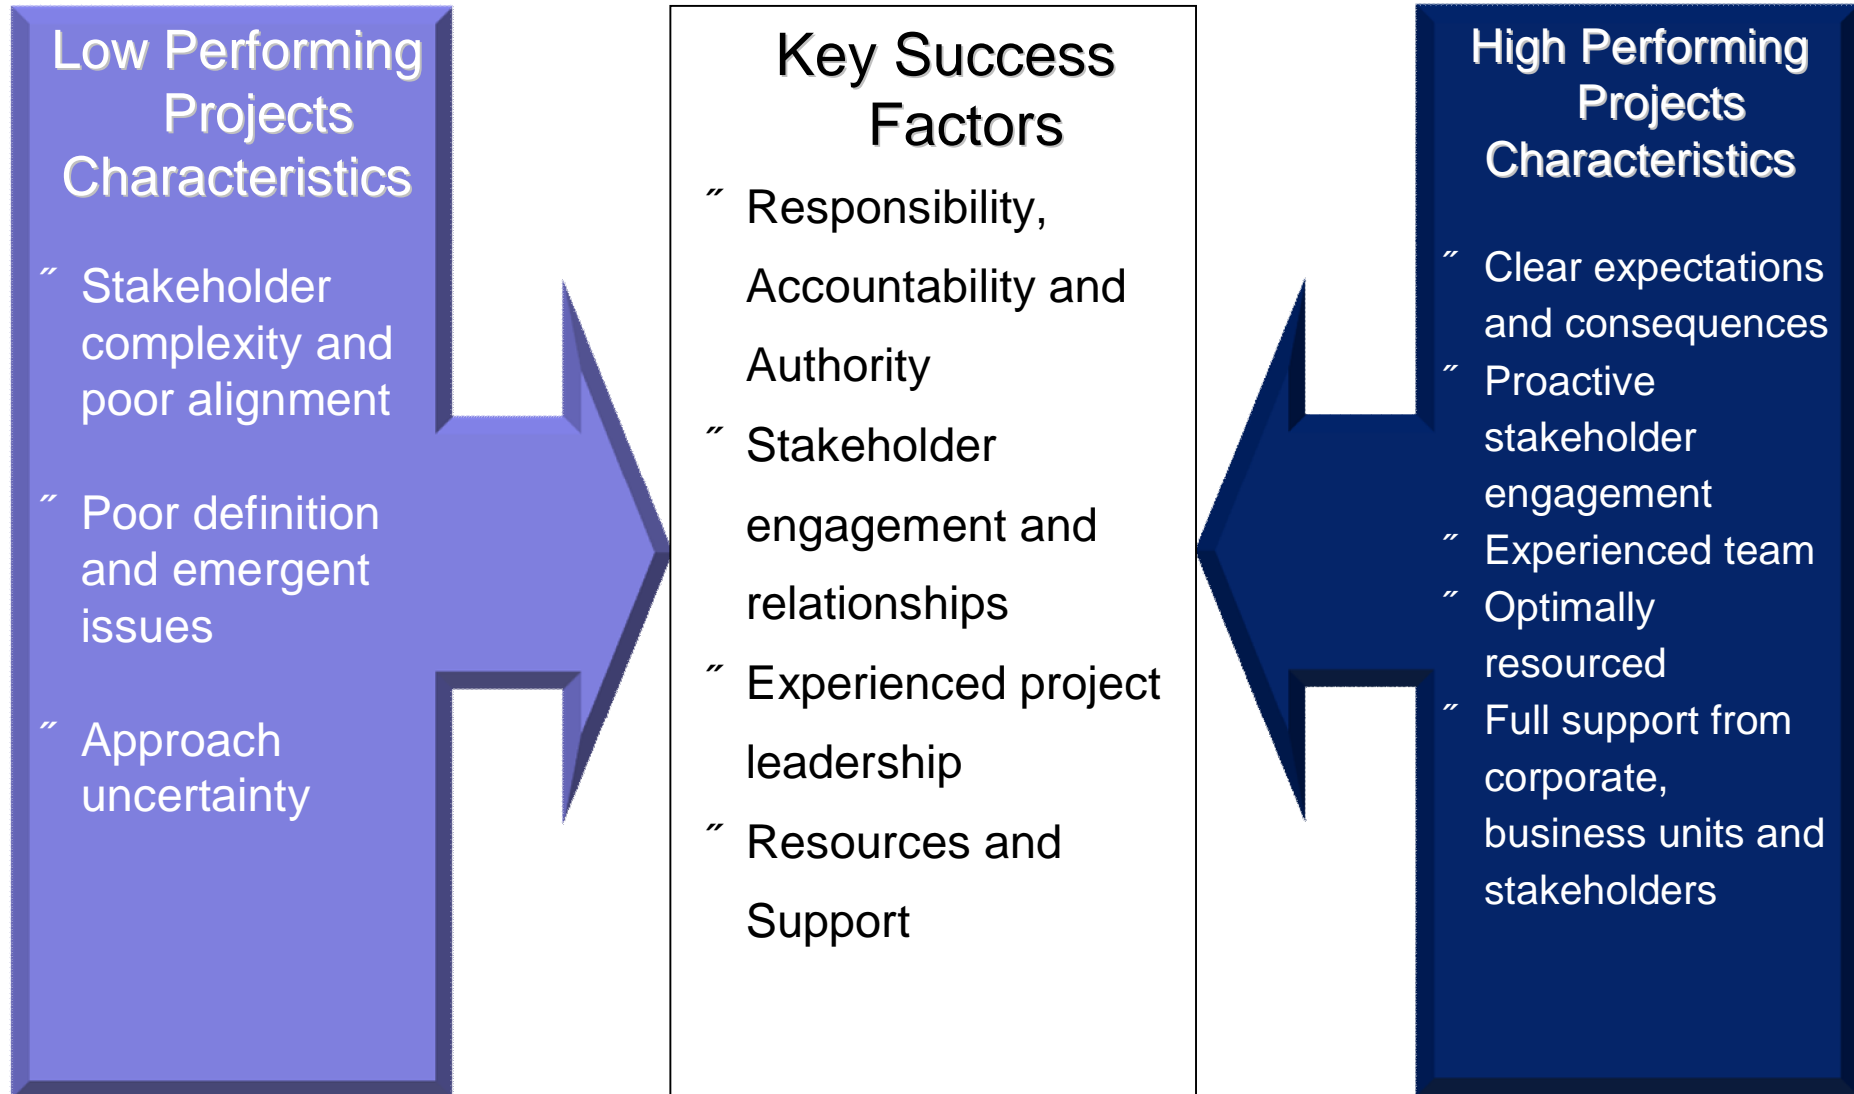 Low Performing
Projects
Characteristics
˝ Stakeholder
complexity and
poor alignment
˝ Poor definition
and emergent
issues
˝ Approach
uncertainty
Key Success
Factors
˝ Responsibility,
Accountability and
Authority
˝ Stakeholder
engagement and
relationships
˝ Experienced project
leadership
˝ Resources and
Support
High Performing
Projects
Characteristics
˝ Clear expectations
and consequences
˝ Proactive
stakeholder
engagement
˝ Experienced team
˝ Optimally
resourced
˝ Full support from
corporate,
business units and
stakeholders